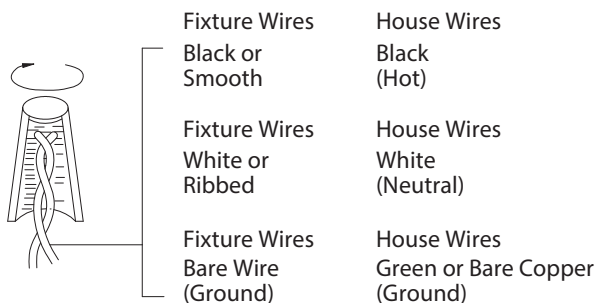 Fixture Wires House Wires
Black or Black
Smooth (Hot)
Fixture Wires House Wires
White or White
Ribbed (Neutral)
Fixture Wires House Wires
Bare Wire Green or Bare Copper
(Ground) (Ground)